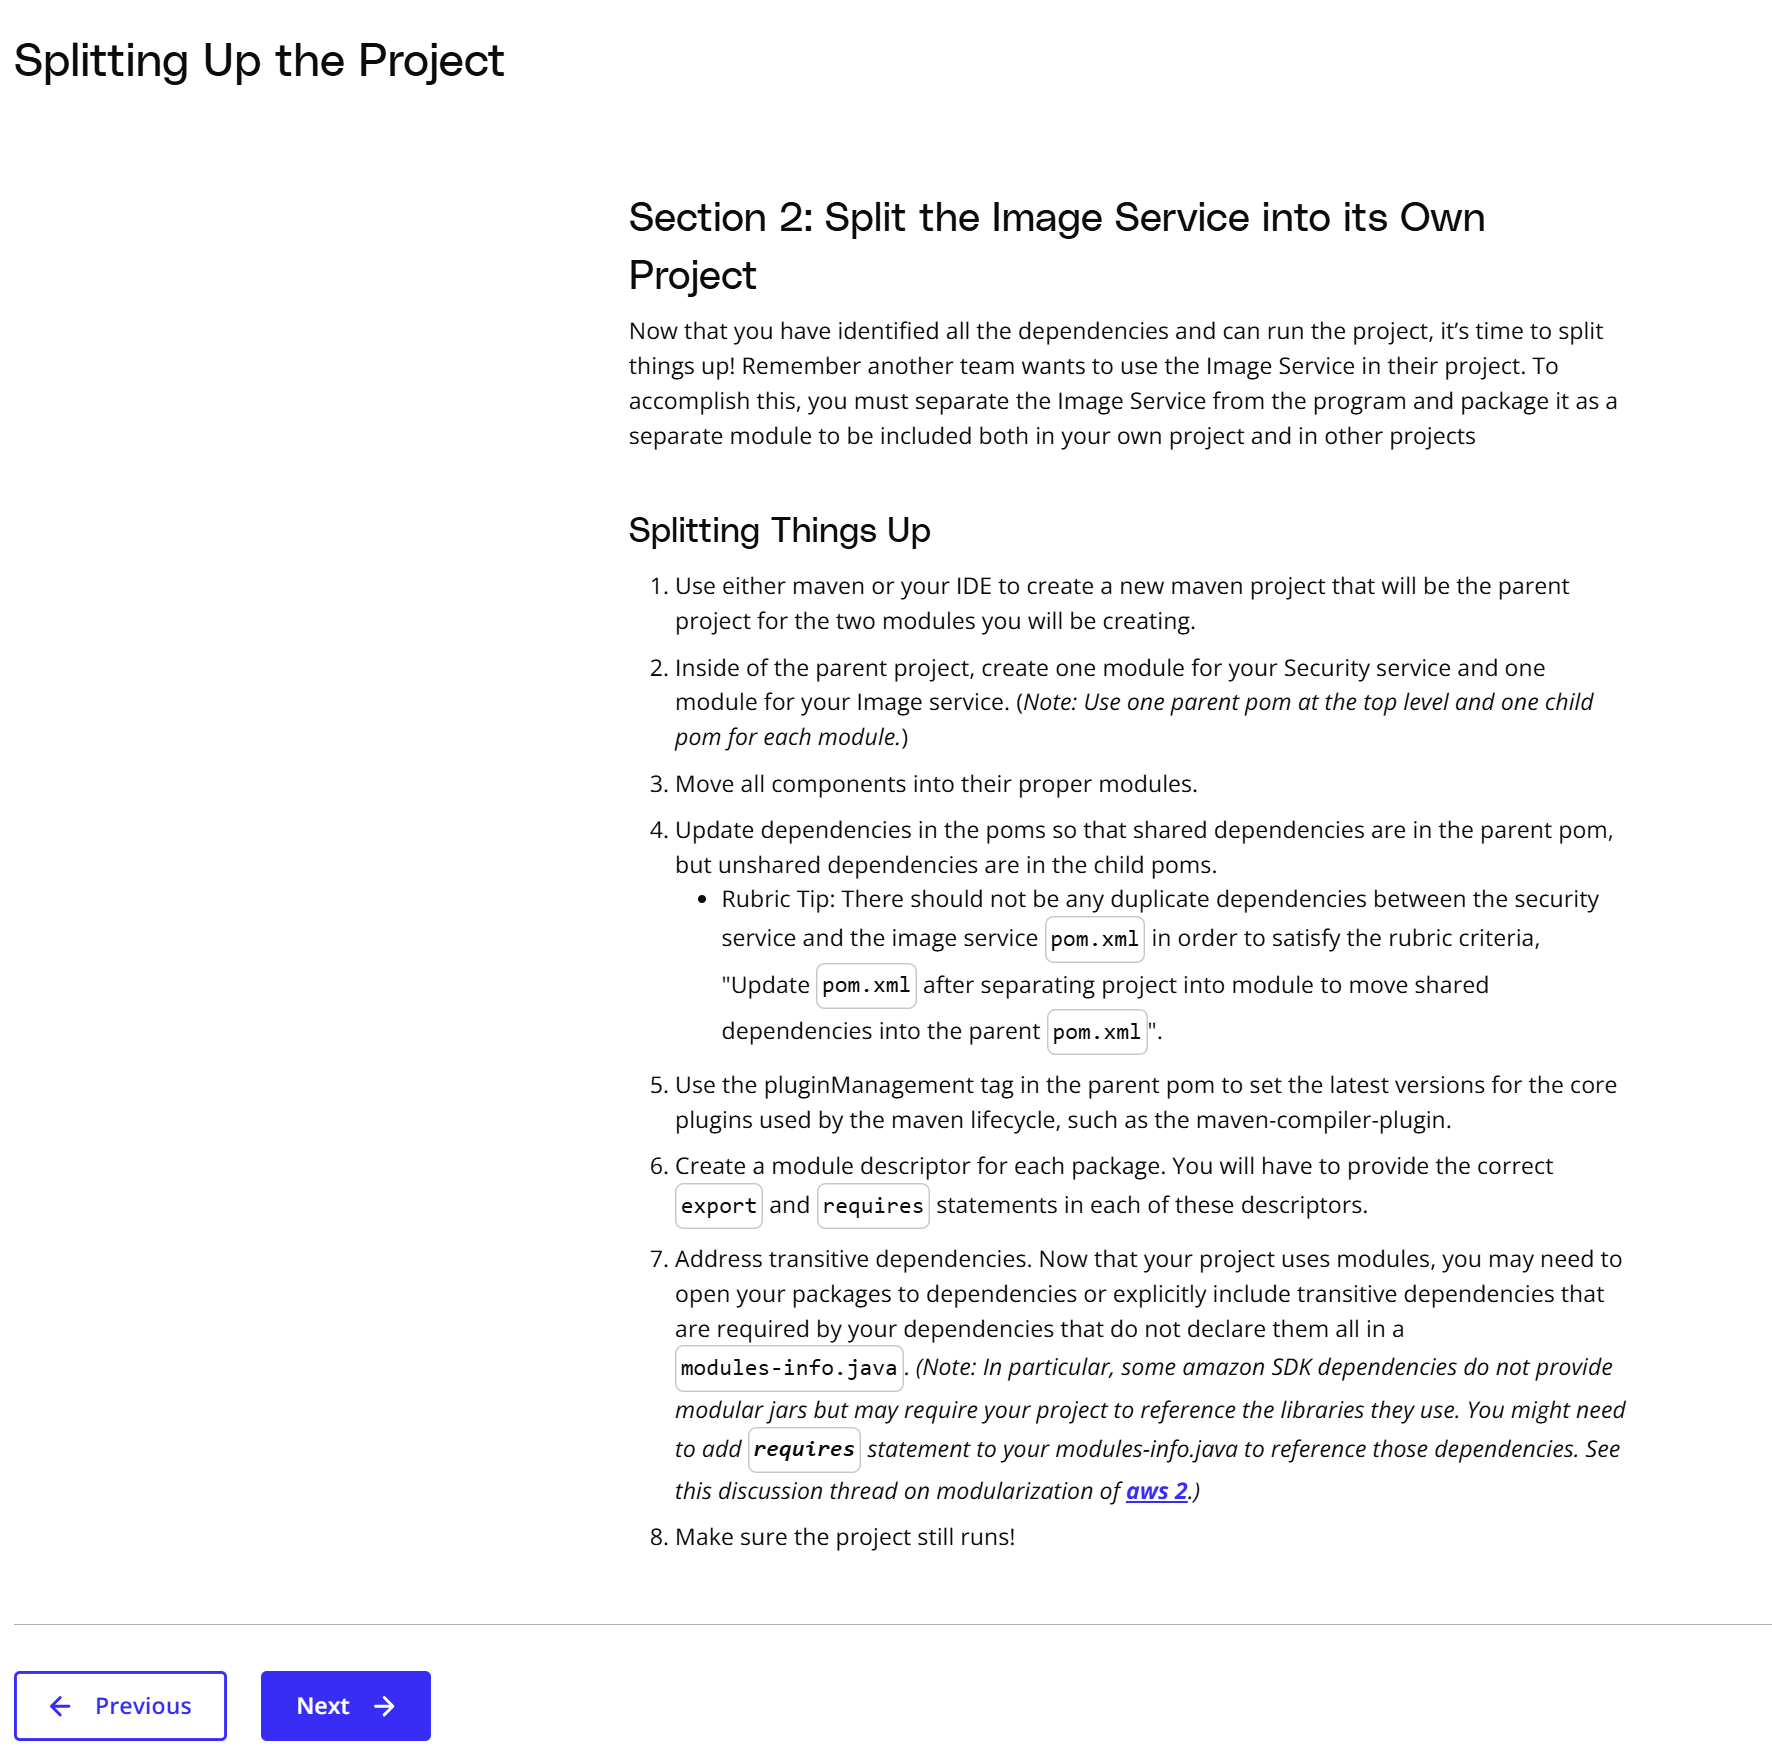 Splitting Up the Project
Section 2: Split the Image Service into its Own
Project
Now that you have identified all the dependencies and can run the project, it’s time to split
things up! Remember another team wants to use the Image Service in their project. To
accomplish this, you must separate the Image Service from the program and package it as a
separate module to be included both in your own project and in other projects
Splitting Things Up
1. Use either maven or your IDE to create a new maven project that will be the parent
project for the two modules you will be creating.
2. Inside of the parent project, create one module for your Security service and one
module for your Image service. (Note: Use one parent pom at the top level and one child
pom for each module.)
3. Move all components into their proper modules.
4. Update dependencies in the poms so that shared dependencies are in the parent pom,
but unshared dependencies are in the child poms.
• Rubric Tip: There should not be any duplicate dependencies between the security
service and the image service pom.xml in order to satisfy the rubric criteria,
"Update pom.xml after separating project into module to move shared
dependencies into the parent pom.xml".
5. Use the pluginManagement tag in the parent pom to set the latest versions for the core
plugins used by the maven lifecycle, such as the maven-compiler-plugin.
6. Create a module descriptor for each package. You will have to provide the correct
export and requires statements in each of these descriptors.
7. Address transitive dependencies. Now that your project uses modules, you may need to
open your packages to dependencies or explicitly include transitive dependencies that
are required by your dependencies that do not declare them all in a
modules-info.java. (Note: In particular, some amazon SDK dependencies do not provide
modular jars but may require your project to reference the libraries they use. You might need
to add requires statement to your modules-info.java to reference those dependencies. See
this discussion thread on modularization of aws 2.)
8. Make sure the project still runs!
← Previous
Next →